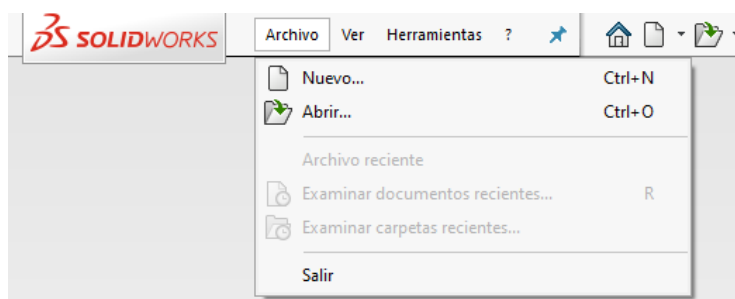 SOLIDWORKS Archivo Ver Herramientas ?
Nuevo... Ctrl+N
Abrir... Ctrl+O
Archivo reciente
Examinar documentos recientes... R
Examinar carpetas recientes...
Salir